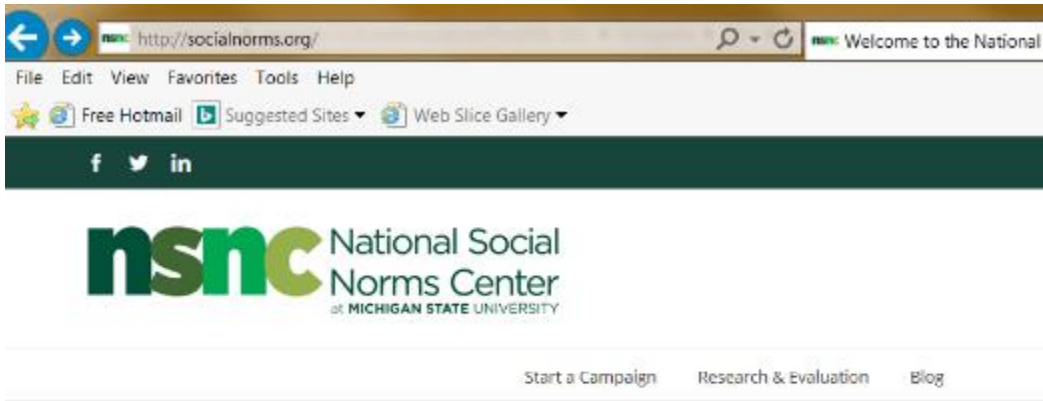 http://socialnorms.org/ nsnc Welcome to the National
File Edit View Favorites Tools Help
Free Hotmail Suggested Sites Web Slice Gallery
f in
nsnc National Social
Norms Center
at MICHIGAN STATE UNIVERSITY
Start a Campaign Research & Evaluation Blog